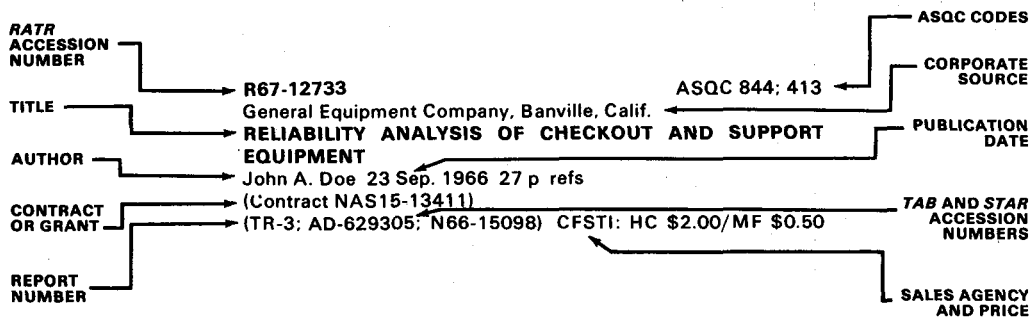 RATR
ACCESSION
NUMBER
TITLE
AUTHOR
CONTRACT
OR GRANT
REPORT
NUMBER
R67-12733 ASQC 844; 413
General Equipment Company, Banville, Calif.
RELIABILITY ANALYSIS OF CHECKOUT AND SUPPORT
EQUIPMENT
John A. Doe 23 Sep. 1966 27 p refs
(Contract NAS15-13411)
(TR-3; AD-629305; N66-15098) CFSTI: HC $2.00/MF $0.50
ASQC CODES
CORPORATE
SOURCE
PUBLICATION
DATE
TAB AND STAR
ACCESSION
NUMBERS
SALES AGENCY
AND PRICE